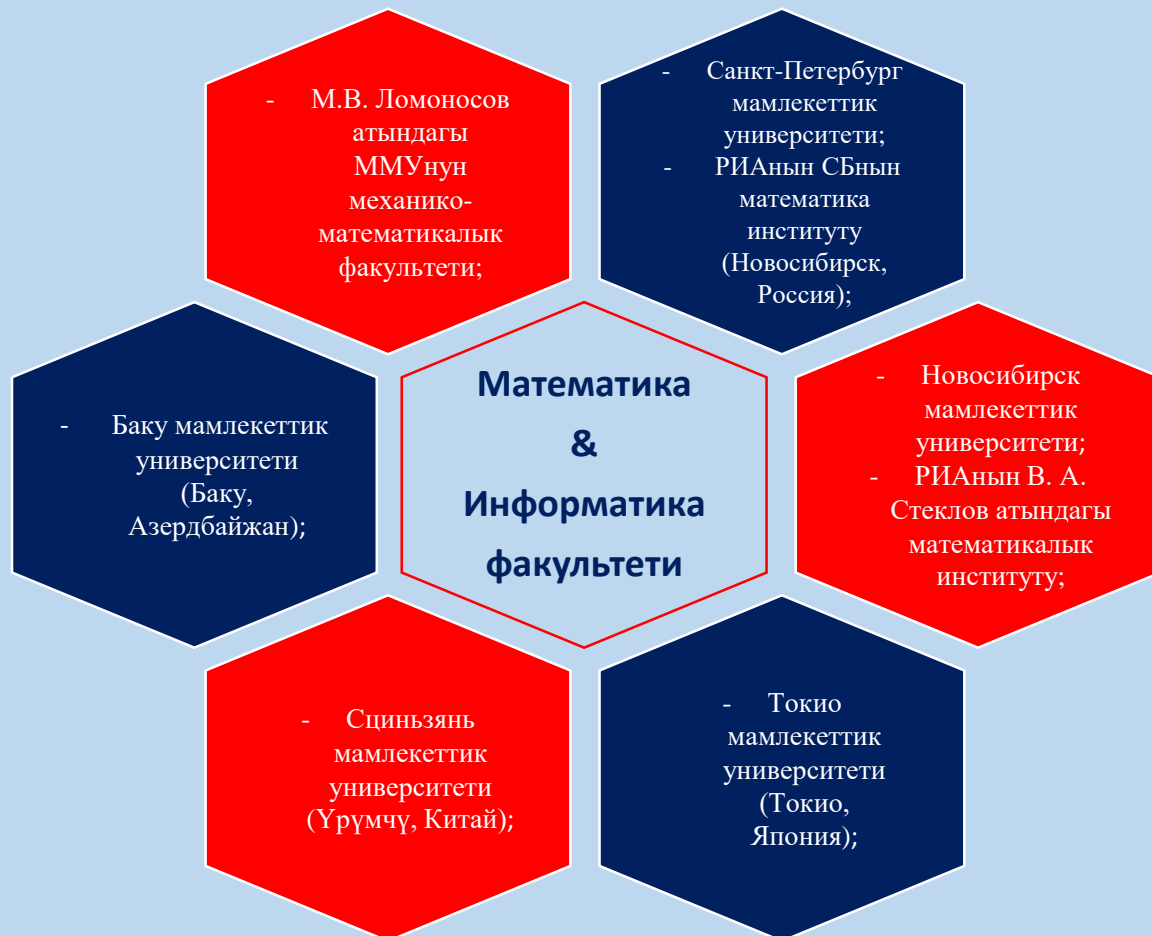 - М.В. Ломоносов
атындагы
ММУнун
механико-
математикалык
факультети;
- Санкт-Петербург
мамлекеттик
университети;
- РИАнын СБнын
математика
институту
(Новосибирск,
Россия);
- Баку мамлекеттик
университети
(Баку,
Азердбайжан);
Математика
&
Информатика
факультети
- Новосибирск
мамлекеттик
университети;
- РИАнын В. А.
Стеклов атындагы
математикалык
институту;
- Сциньзянь
мамлекеттик
университети
(Үрүмчү, Китай);
- Токио
мамлекеттик
университети
(Токио,
Япония);